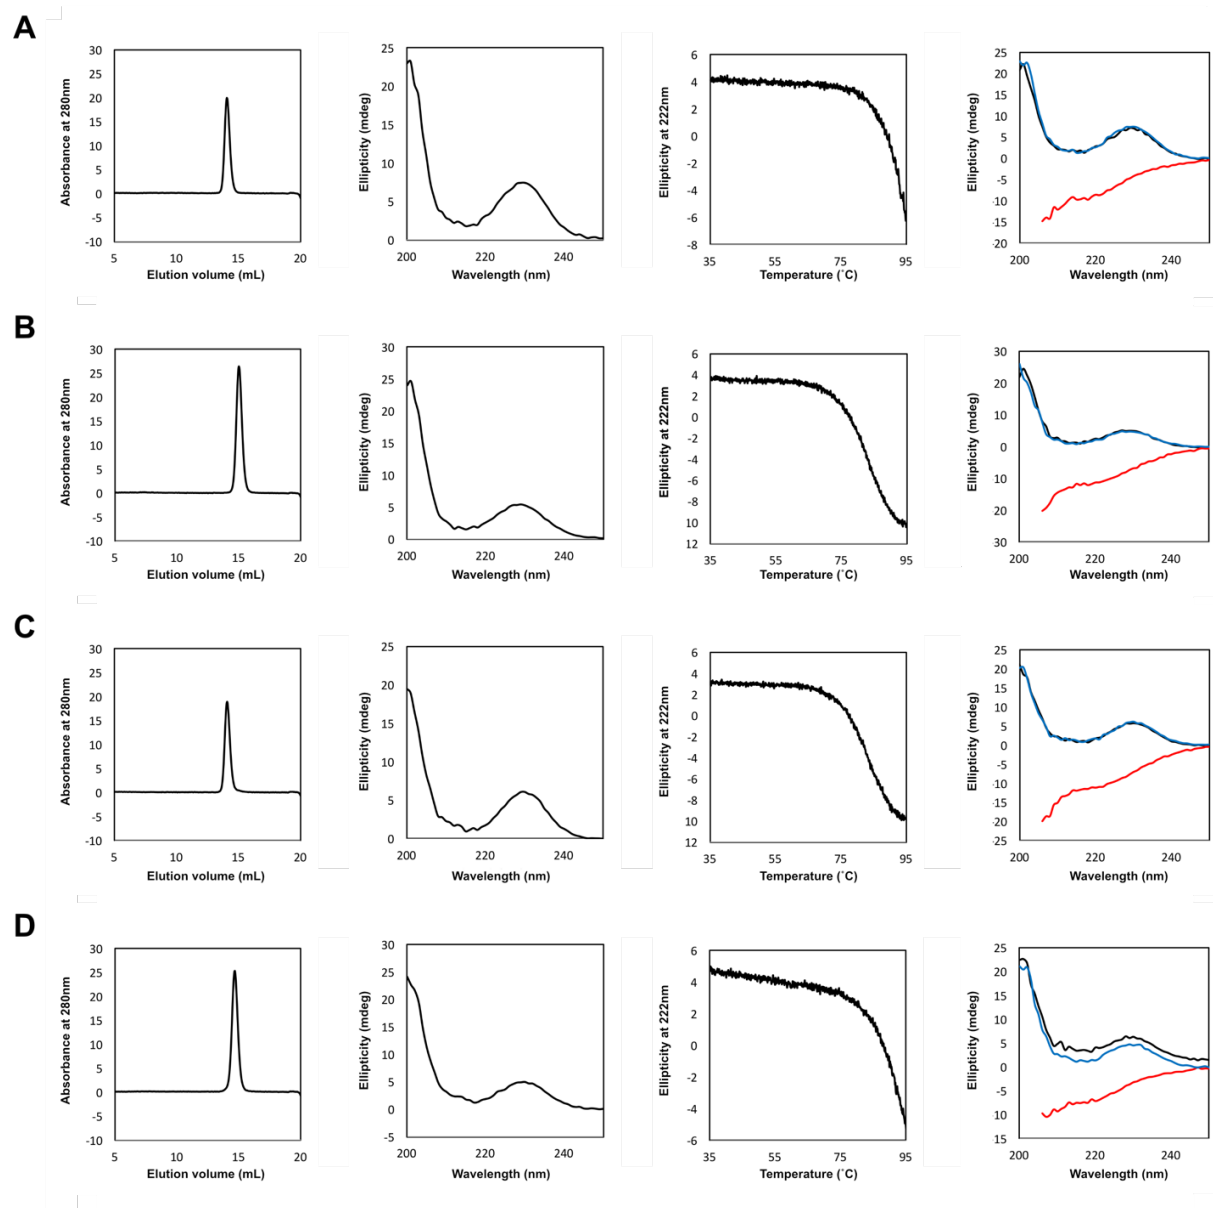 A
Absorbance at 280nm
30
25
20
15
10
5
0
-5
-10
5 10 15 20
Elution volume (mL)
Ellipticity (mdeg)
25
20
15
10
5
0
200 220 240
Wavelength (nm)
Ellipticity at 222nm
6
4
2
0
-2
-4
-6
-8
35 55 75 95
Temperature (˚C)
Ellipticity (mdeg)
25
20
15
10
5
0
-5
-10
-15
-20
200 220 240
Wavelength (nm)
B
Absorbance at 280nm
30
25
20
15
10
5
0
-5
-10
5 10 15 20
Elution volume (mL)
Ellipticity (mdeg)
30
25
20
15
10
5
0
200 220 240
Wavelength (nm)
Ellipticity at 222nm
6
4
2
0
-2
-4
-6
-8
10
12
35 55 75 95
Temperature (˚C)
Ellipticity (mdeg)
30
20
10
0
10
20
30
200 220 240
Wavelength (nm)
C
Absorbance at 280nm
30
25
20
15
10
5
0
-5
-10
5 10 15 20
Elution volume (mL)
Ellipticity (mdeg)
25
20
15
10
5
0
200 220 240
Wavelength (nm)
Ellipticity at 222nm
6
4
2
0
-2
-4
-6
-8
10
12
35 55 75 95
Temperature (˚C)
Ellipticity (mdeg)
25
20
15
10
5
0
-5
-10
-15
-20
-25
200 220 240
Wavelength (nm)
D
Absorbance at 280nm
30
25
20
15
10
5
0
-5
-10
5 10 15 20
Elution volume (mL)
Ellipticity (mdeg)
30
25
20
15
10
5
0
-5
200 220 240
Wavelength (nm)
Ellipticity at 222nm
6
4
2
0
-2
-4
-6
35 55 75 95
Temperature (˚C)
Ellipticity (mdeg)
25
20
15
10
5
0
-5
10
15
200 220 240
Wavelength (nm)